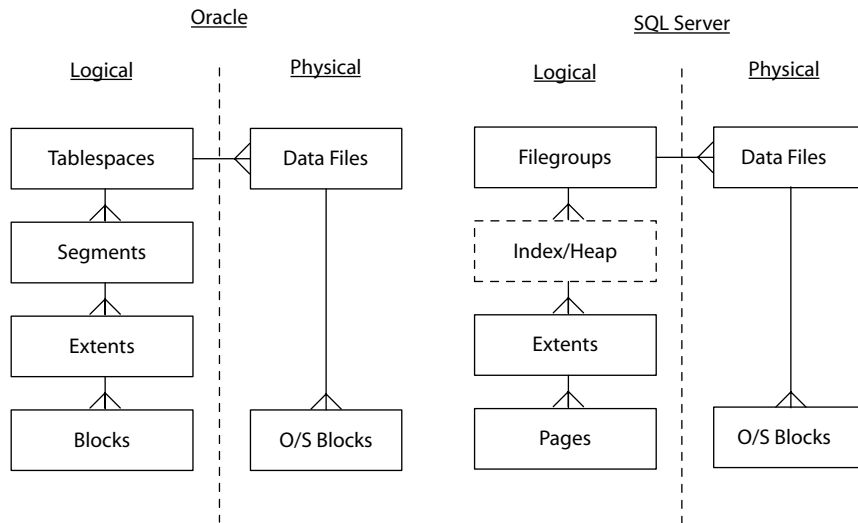 Oracle
Logical
Physical
Tablespaces
Data Files
Segments
Extents
Blocks
O/S Blocks
SQL Server
Logical
Physical
Filegroups
Data Files
Index/Heap
Extents
Pages
O/S Blocks